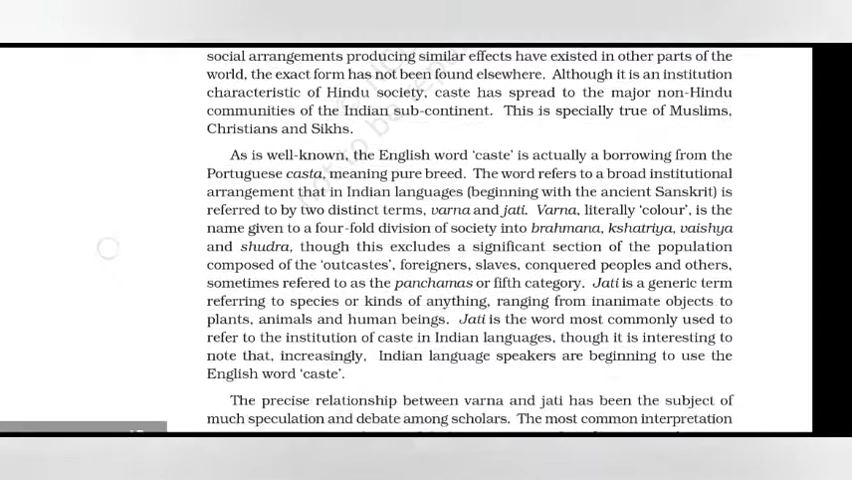 social arrangements producing similar effects have existed in other parts of the
world, the exact form has not been found elsewhere. Although it is an institution
characteristic of Hindu society, caste has spread to the major non-Hindu
communities of the Indian sub-continent. This is specially true of Muslims,
Christians and Sikhs.
As is well-known, the English word ‘caste’ is actually a borrowing from the
Portuguese casta, meaning pure breed. The word refers to a broad institutional
arrangement that in Indian languages (beginning with the ancient Sanskrit) is
referred to by two distinct terms, varna and jati. Varna, literally ‘colour’, is the
name given to a four-fold division of society into brahmana, kshatriya, vaishya
and shudra, though this excludes a significant section of the population
composed of the ‘outcastes’, foreigners, slaves, conquered peoples and others,
sometimes refered to as the panchamas or fifth category. Jati is a generic term
referring to species or kinds of anything, ranging from inanimate objects to
plants, animals and human beings. Jati is the word most commonly used to
refer to the institution of caste in Indian languages, though it is interesting to
note that, increasingly, Indian language speakers are beginning to use the
English word ‘caste’.
The precise relationship between varna and jati has been the subject of
much speculation and debate among scholars. The most common interpretation